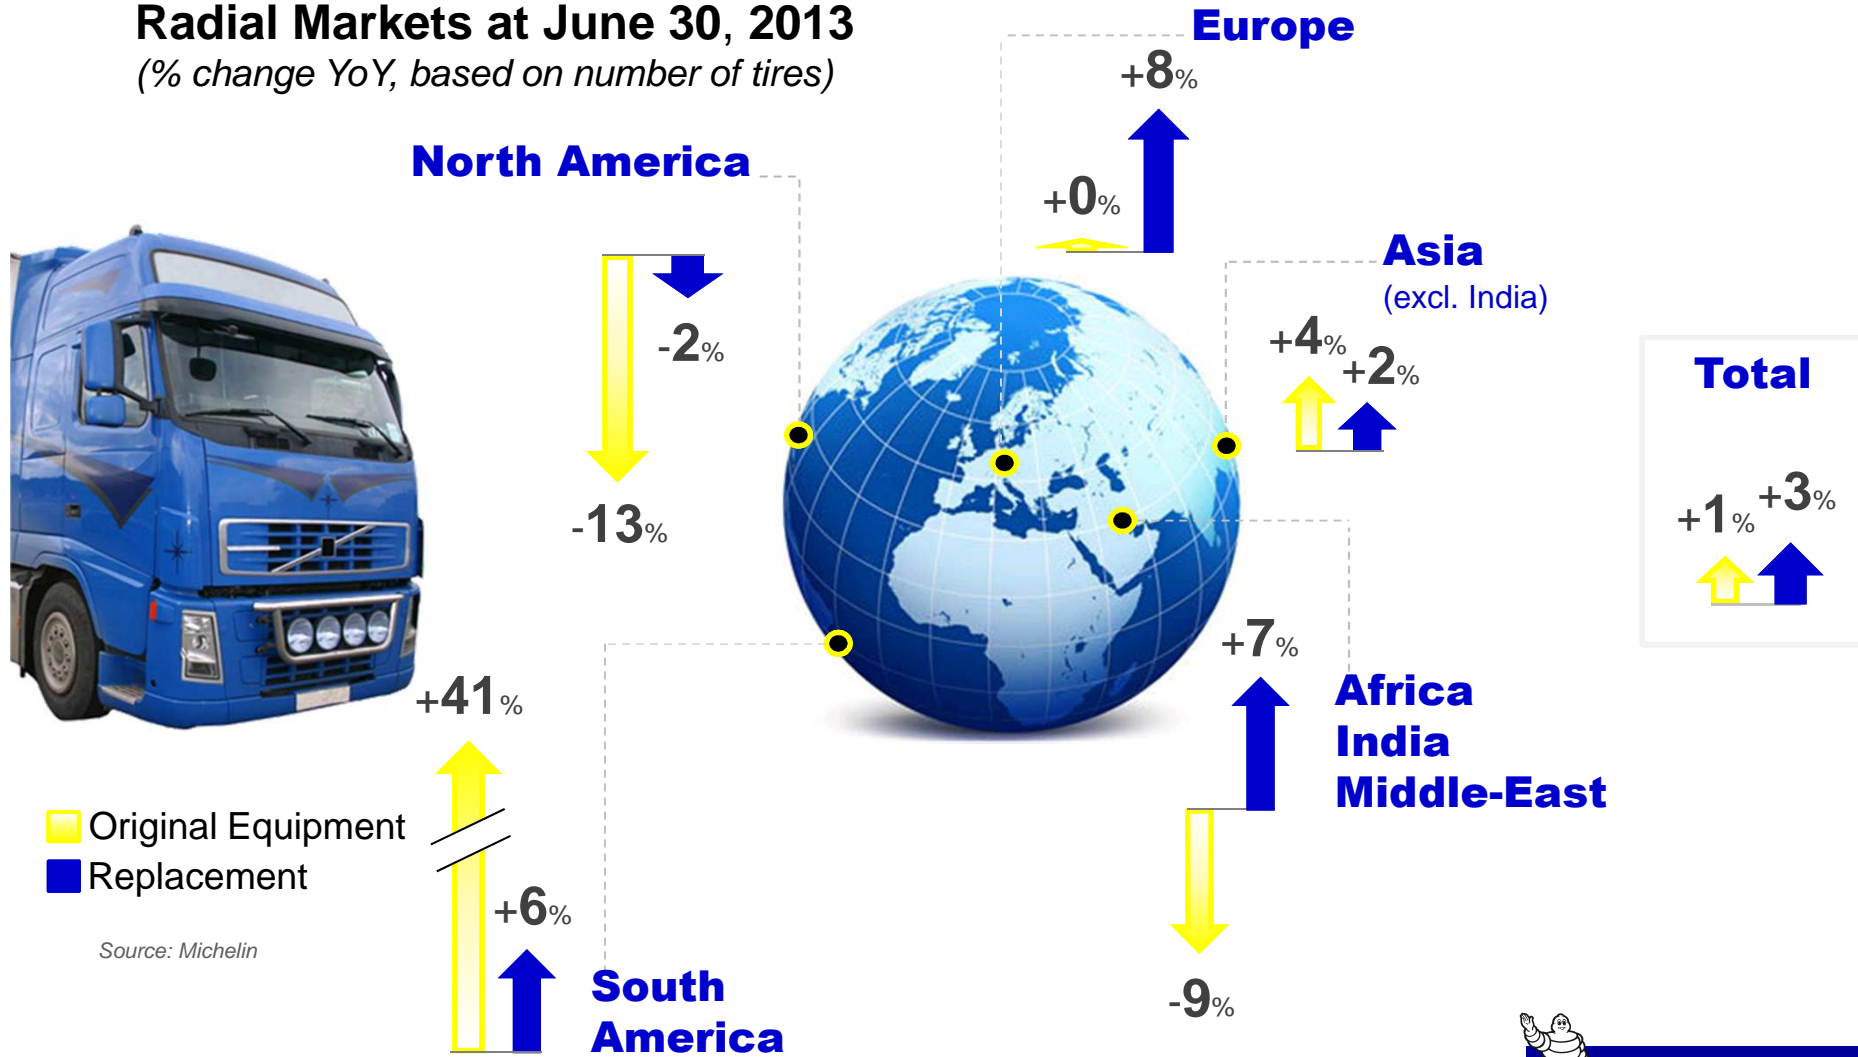 Radial Markets at June 30, 2013
(% change YoY, based on number of tires)
Europe
+8%
+0%
North America
-2%
-13%
Asia
(excl. India)
+4%
+2%
Total
+1%
+3%
+7%
Africa
India
Middle-East
-9%
+41%
+6%
South
America
Original Equipment
Replacement
Source: Michelin